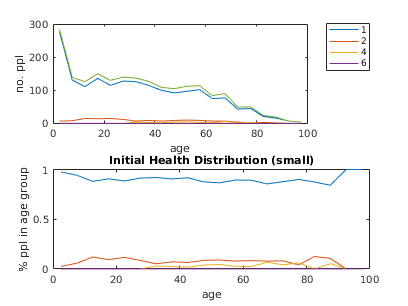 300
200
100
0
no. ppl
0 20 40 60 80 100
age
1
2
4
6
Initial Health Distribution (small)
1
0.5
0
% ppl in age group
0 20 40 60 80 100
age